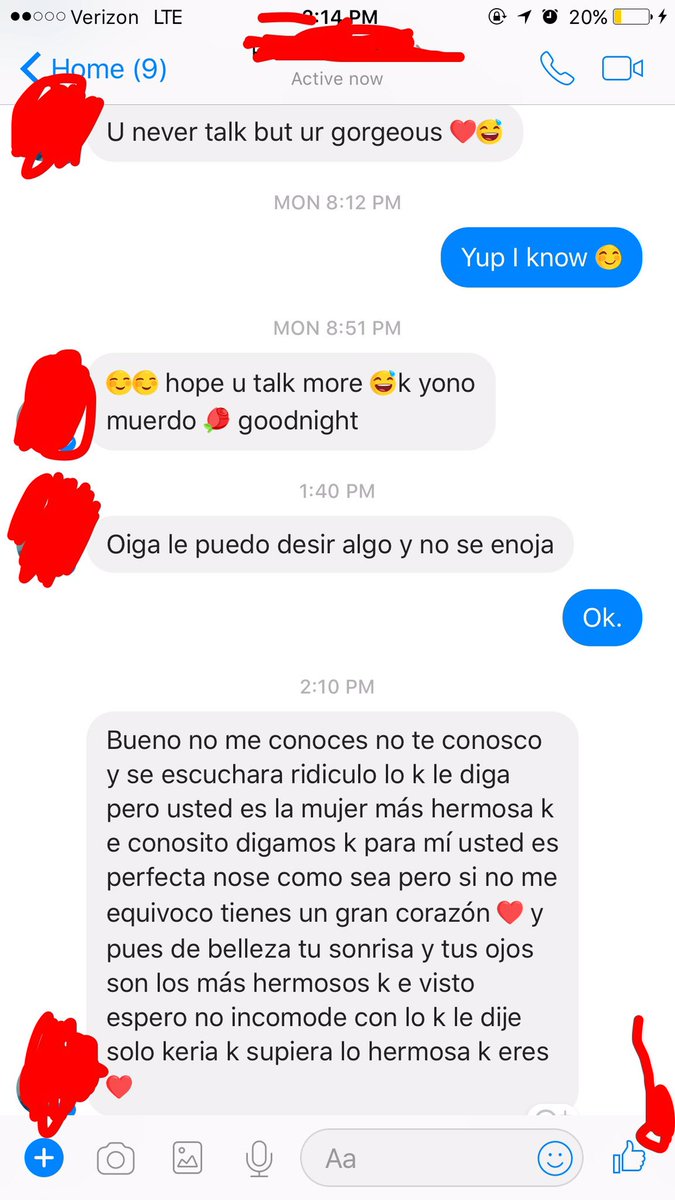 Verizon LTE
:14 PM
20%
Home (9)
Active now
U never talk but ur gorgeous ❤️😅
MON 8:12 PM
Yup I know ☺️
MON 8:51 PM
☺️☺️ hope u talk more 😅k yono
muerdo 🌹 goodnight
1:40 PM
Oiga le puedo desir algo y no se enoja
Ok.
2:10 PM
Bueno no me conoces no te conosco
y se escuchara ridiculo lo k le diga
pero usted es la mujer más hermosa k
e conosito digamos k para mí usted es
perfecta nose como sea pero si no me
equivoco tienes un gran corazón ❤️ y
pues de belleza tu sonrisa y tus ojos
son los más hermosos k e visto
espero no incomode con lo k le dije
solo keria k supiera lo hermosa k eres
❤️
Aa